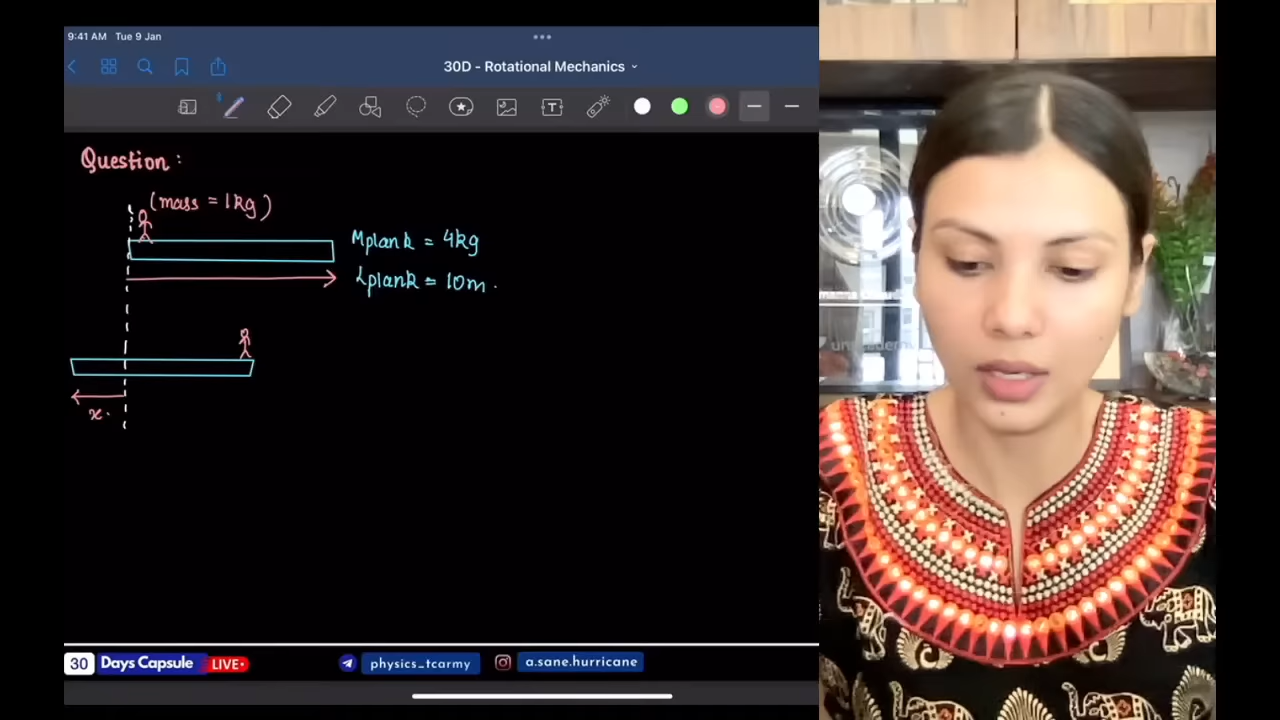 9:41 AM Tue 9 Jan
30D - Rotational Mechanics
T
Question:
(mass = 1kg)
Mplank = 4kg
Lplank = 10m.
x.
30 Days Capsule LIVE
physics_tcarmy
a.sane.hurricane